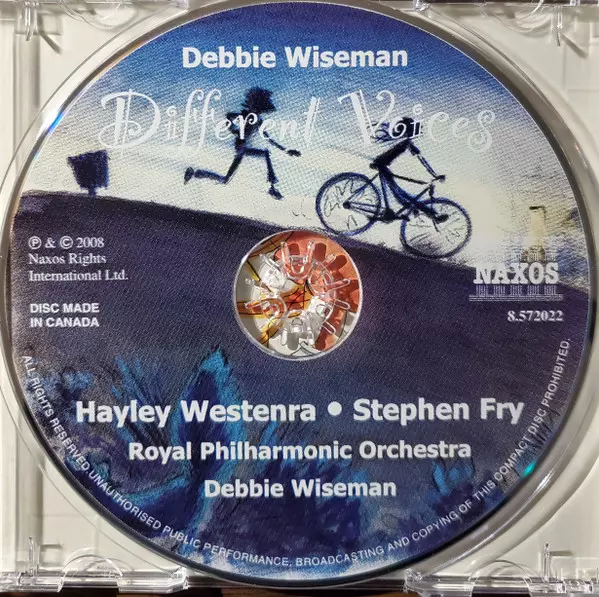 Debbie Wiseman
Different Voices
℗ & © 2008
Naxos Rights
International Ltd.
DISC MADE
IN CANADA
NAXOS
8.572022
Hayley Westenra • Stephen Fry
Royal Philharmonic Orchestra
Debbie Wiseman
ALL RIGHTS RESERVED. UNAUTHORISED PUBLIC PERFORMANCE, BROADCASTING AND COPYING OF THIS COMPACT DISC PROHIBITED.